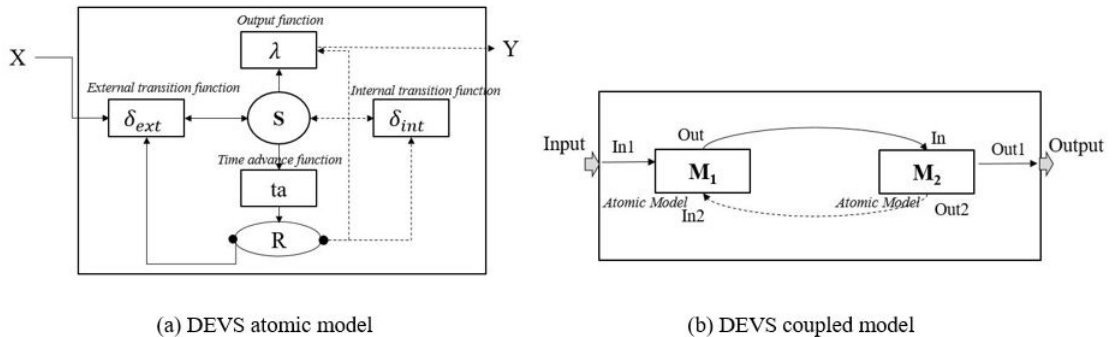 Output function
X
λ
Y
External transition function
Internal transition function
δext
S
δint
Time advance function
ta
R
(a) DEVS atomic model
Input
In1
Out
In
Out1
Output
M1
M2
Atomic Model
In2
Atomic Model
Out2
(b) DEVS coupled model